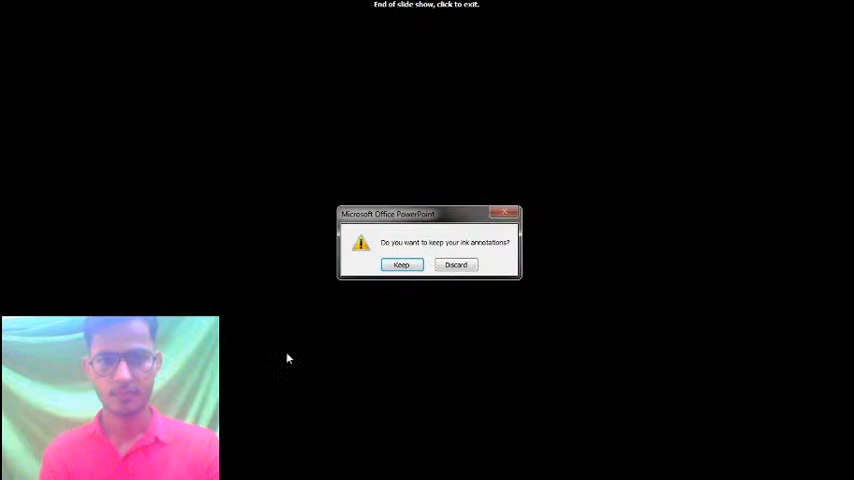 End of slide show, click to exit.
Microsoft Office PowerPoint
Do you want to keep your ink annotations?
Keep
Discard